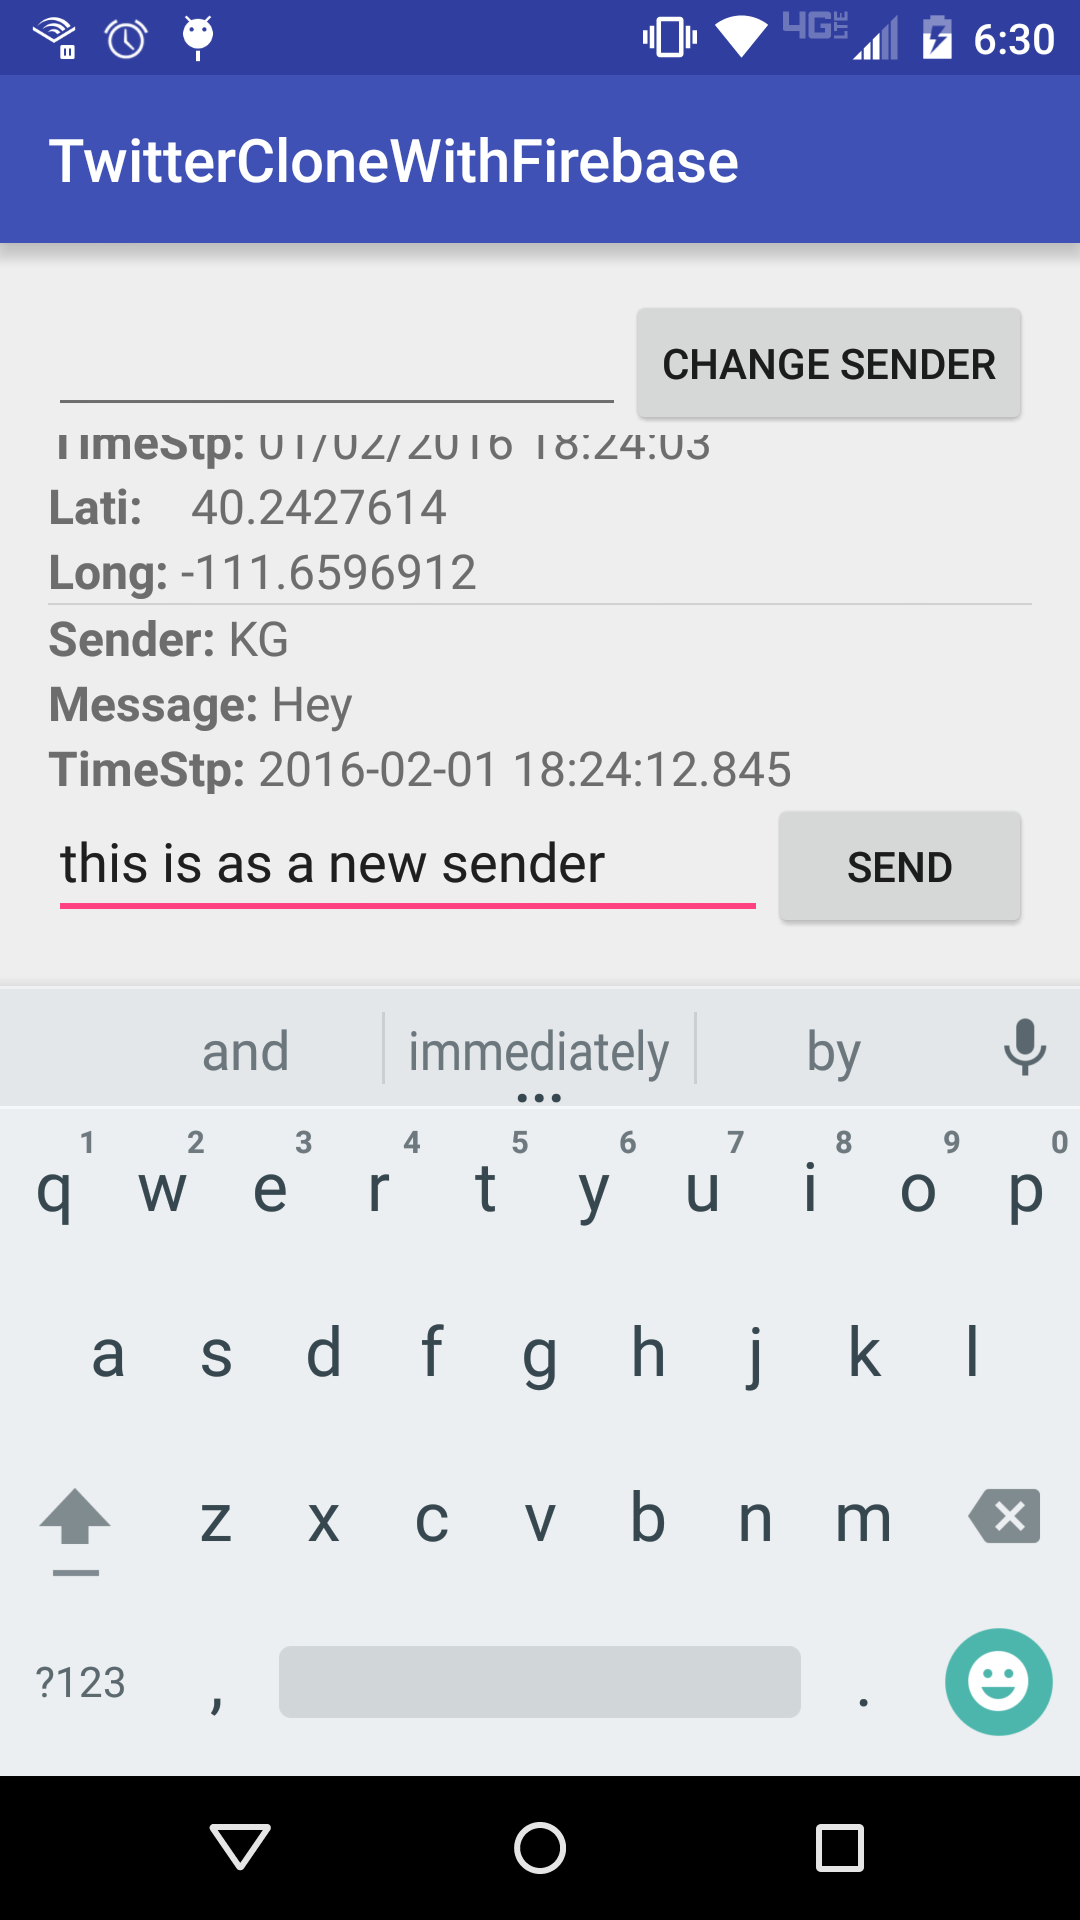 4G LTE 6:30
TwitterCloneWithFirebase
CHANGE SENDER
TimeStp: 01/02/2016 18:24:03
Lati: 40.2427614
Long: -111.6596912
Sender: KG
Message: Hey
TimeStp: 2016-02-01 18:24:12.845
this is as a new sender SEND
and immediately by
1 2 3 4 5 6 7 8 9 0
q w e r t y u i o p
a s d f g h j k l
z x c v b n m
?123 , .